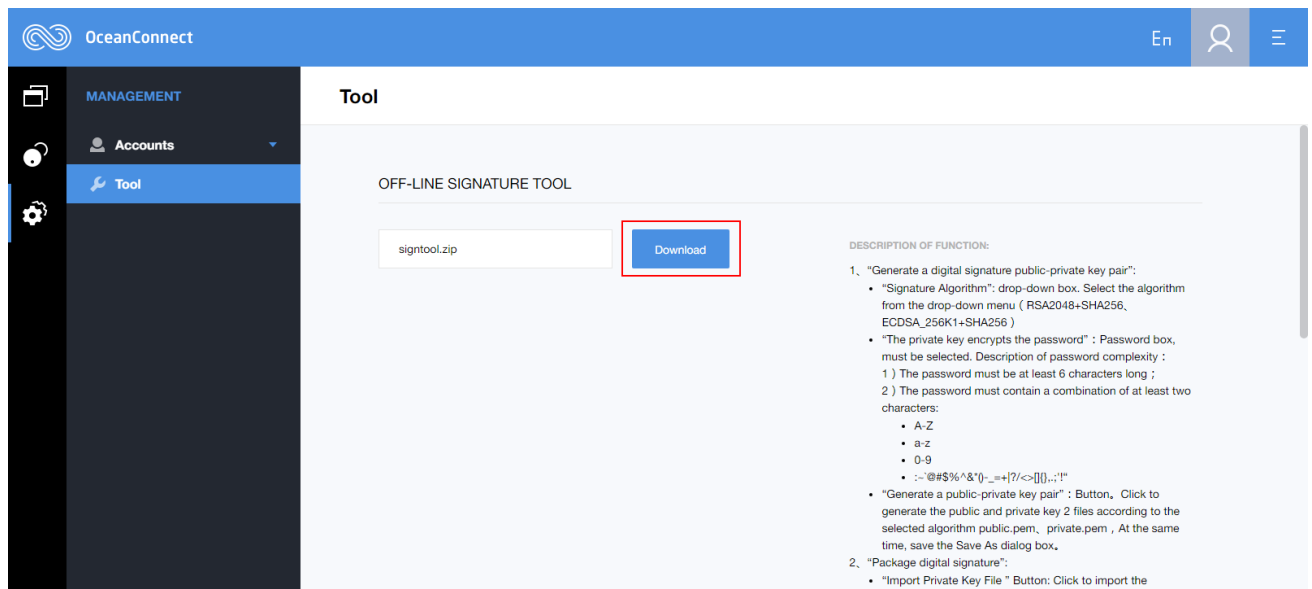 OceanConnect
En
MANAGEMENT
Accounts
Tool
Tool
OFF-LINE SIGNATURE TOOL
signtool.zip
Download
DESCRIPTION OF FUNCTION:
1、“Generate a digital signature public-private key pair”:
• “Signature Algorithm”: drop-down box. Select the algorithm
from the drop-down menu（RSA2048+SHA256、
ECDSA_256K1+SHA256）
• “The private key encrypts the password”：Password box,
must be selected. Description of password complexity：
1）The password must be at least 6 characters long；
2）The password must contain a combination of at least two
characters:
• A-Z
• a-z
• 0-9
• :~`@#$%^&*()-_=+|?/<>[]{},.;'!"
• “Generate a public-private key pair”：Button。Click to
generate the public and private key 2 files according to the
selected algorithm public.pem、private.pem，At the same
time, save the Save As dialog box。
2、“Package digital signature”:
• “Import Private Key File ” Button: Click to import the